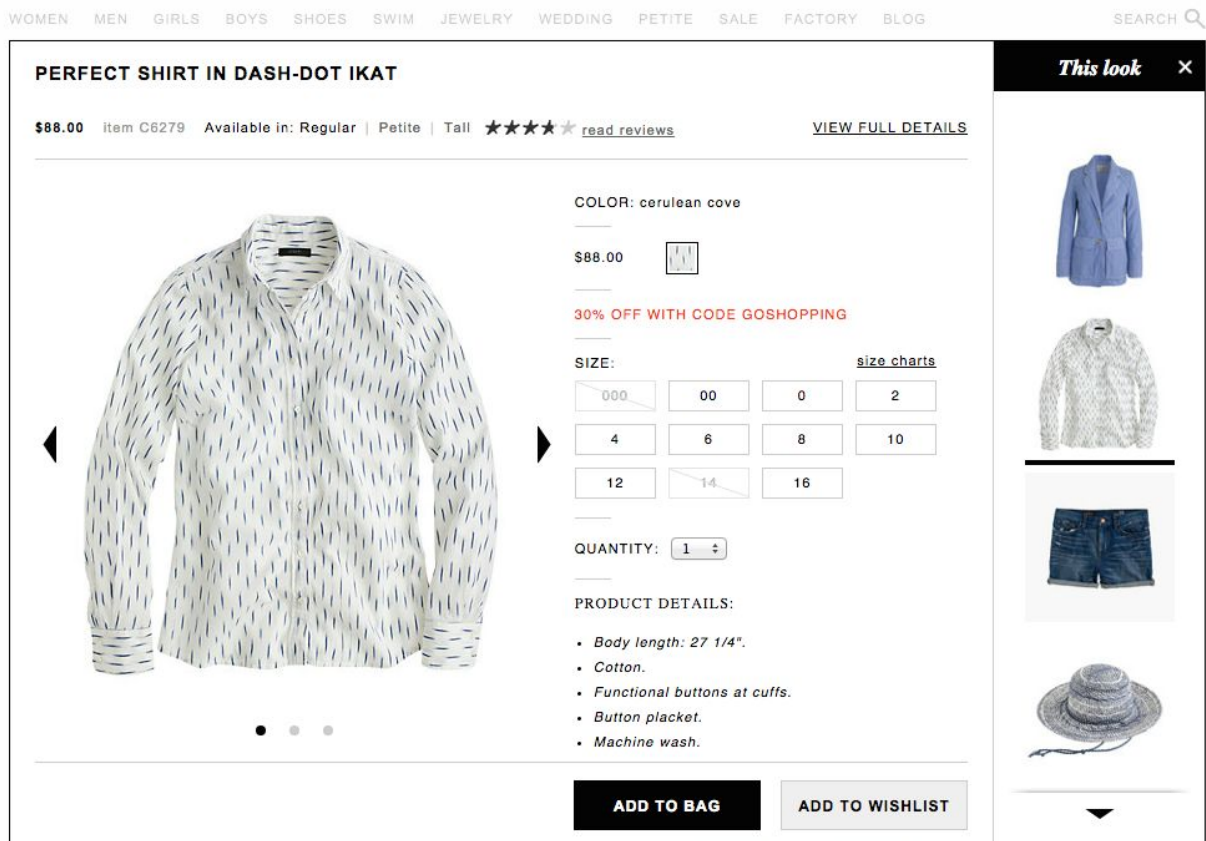 WOMEN MEN GIRLS BOYS SHOES SWIM JEWELRY WEDDING PETITE SALE FACTORY BLOG SEARCH
PERFECT SHIRT IN DASH-DOT IKAT
This look ×
$88.00 item C6279 Available in: Regular | Petite | Tall read reviews VIEW FULL DETAILS
COLOR: cerulean cove
$88.00
30% OFF WITH CODE GOSHOPPING
SIZE: size charts
000 00 0 2
4 6 8 10
12 14 16
QUANTITY: 1
PRODUCT DETAILS:
• Body length: 27 1/4".
• Cotton.
• Functional buttons at cuffs.
• Button placket.
• Machine wash.
ADD TO BAG ADD TO WISHLIST